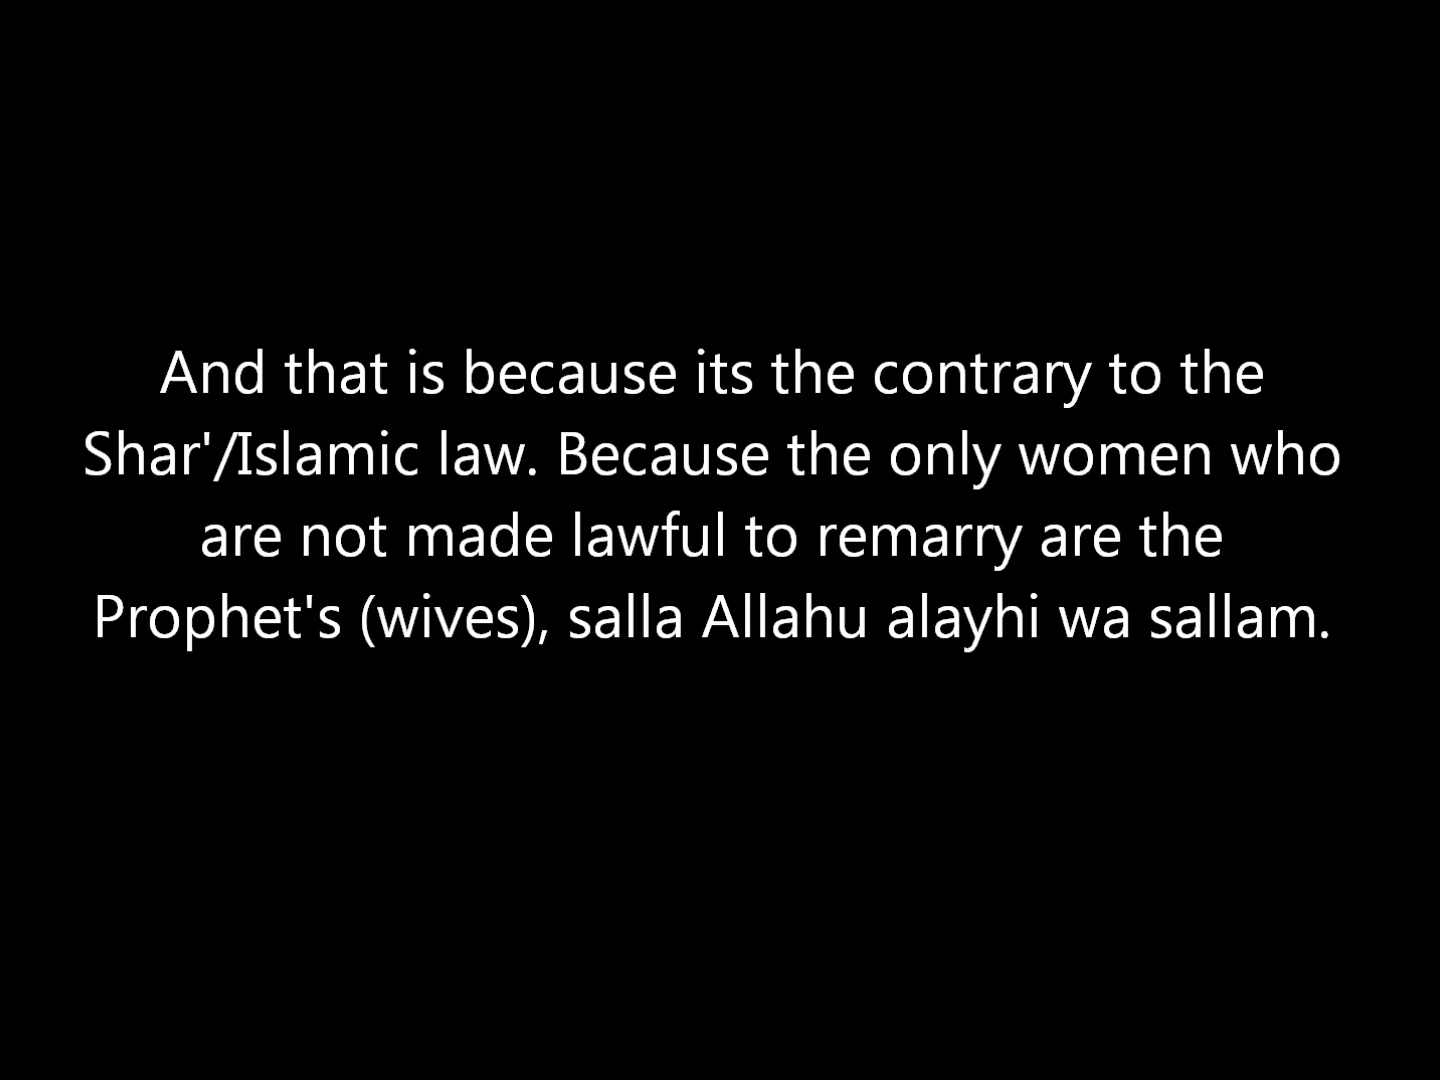 And that is because its the contrary to the
Shar'/Islamic law. Because the only women who
are not made lawful to remarry are the
Prophet's (wives), salla Allahu alayhi wa sallam.